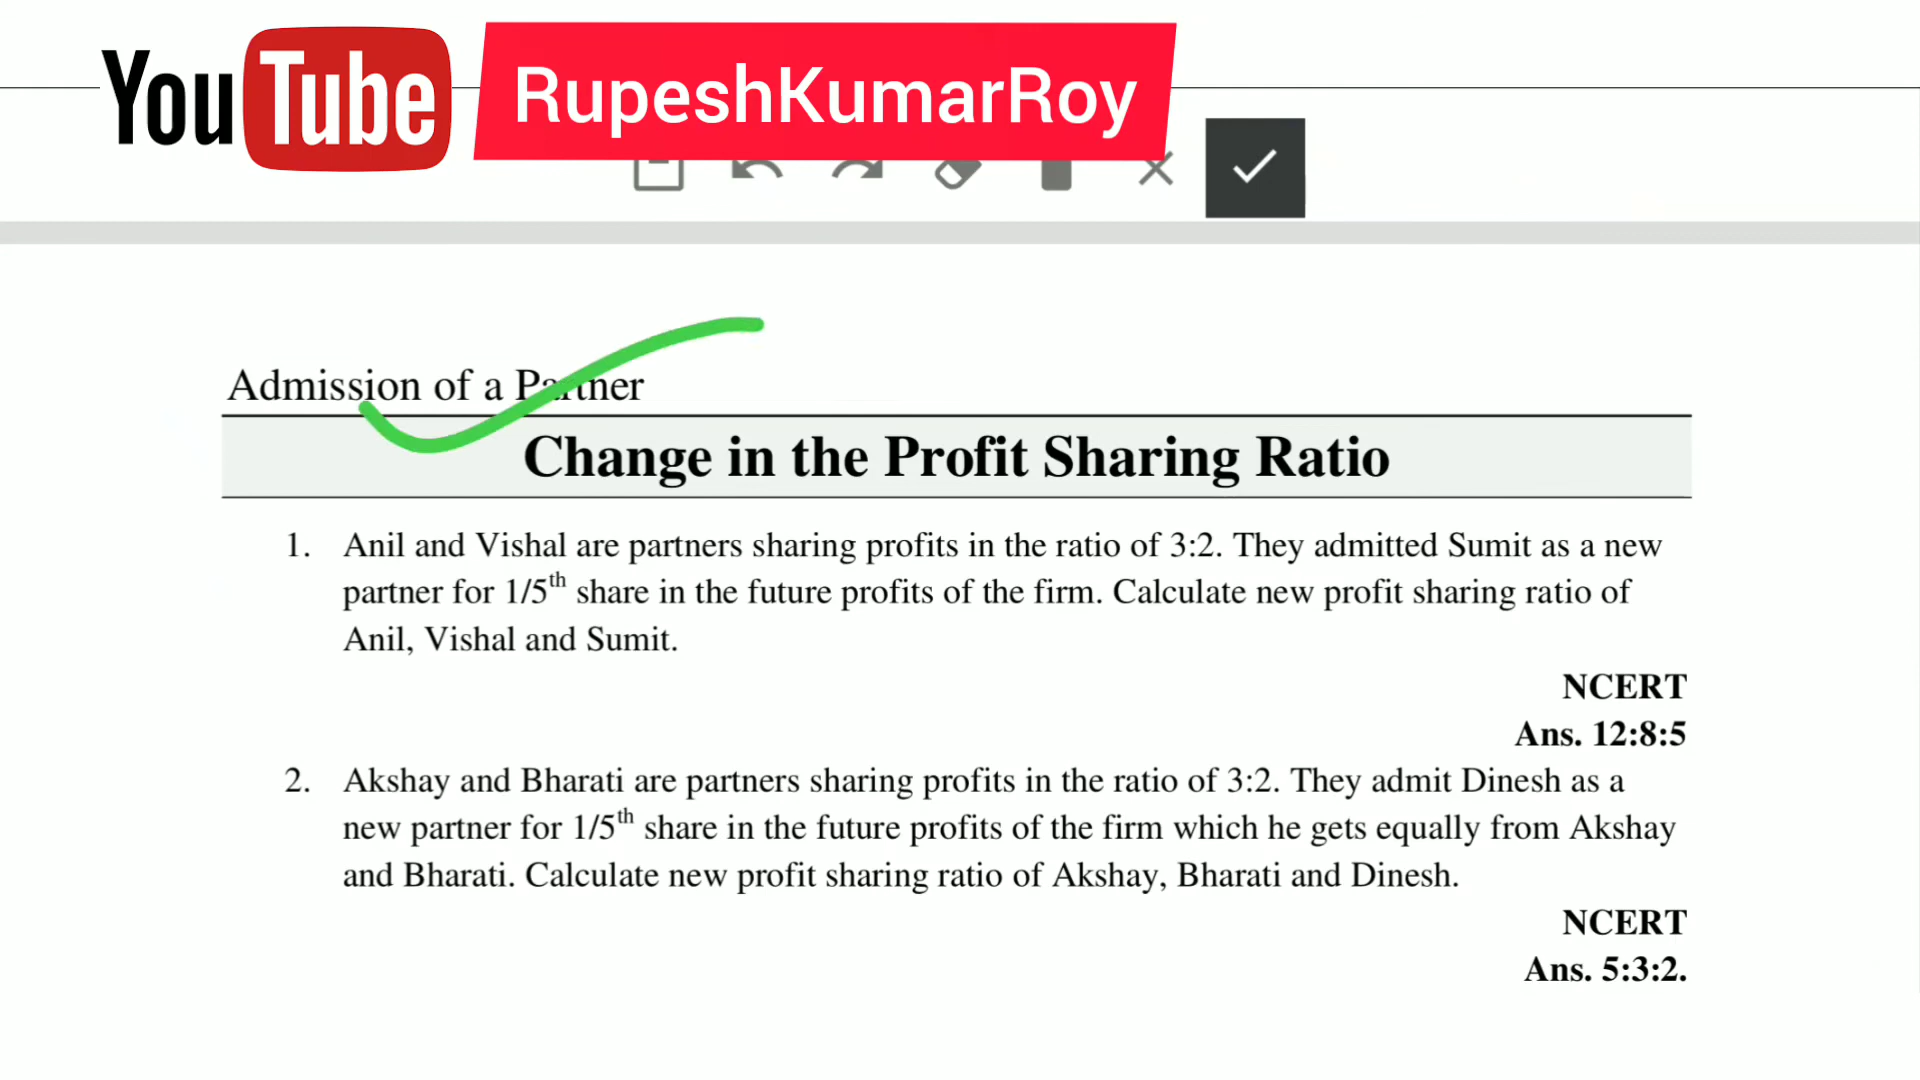 YouTube RupeshKumarRoy
Admission of a Partner
Change in the Profit Sharing Ratio
1. Anil and Vishal are partners sharing profits in the ratio of 3:2. They admitted Sumit as a new
partner for 1/5th share in the future profits of the firm. Calculate new profit sharing ratio of
Anil, Vishal and Sumit.
NCERT
Ans. 12:8:5
2. Akshay and Bharati are partners sharing profits in the ratio of 3:2. They admit Dinesh as a
new partner for 1/5th share in the future profits of the firm which he gets equally from Akshay
and Bharati. Calculate new profit sharing ratio of Akshay, Bharati and Dinesh.
NCERT
Ans. 5:3:2.